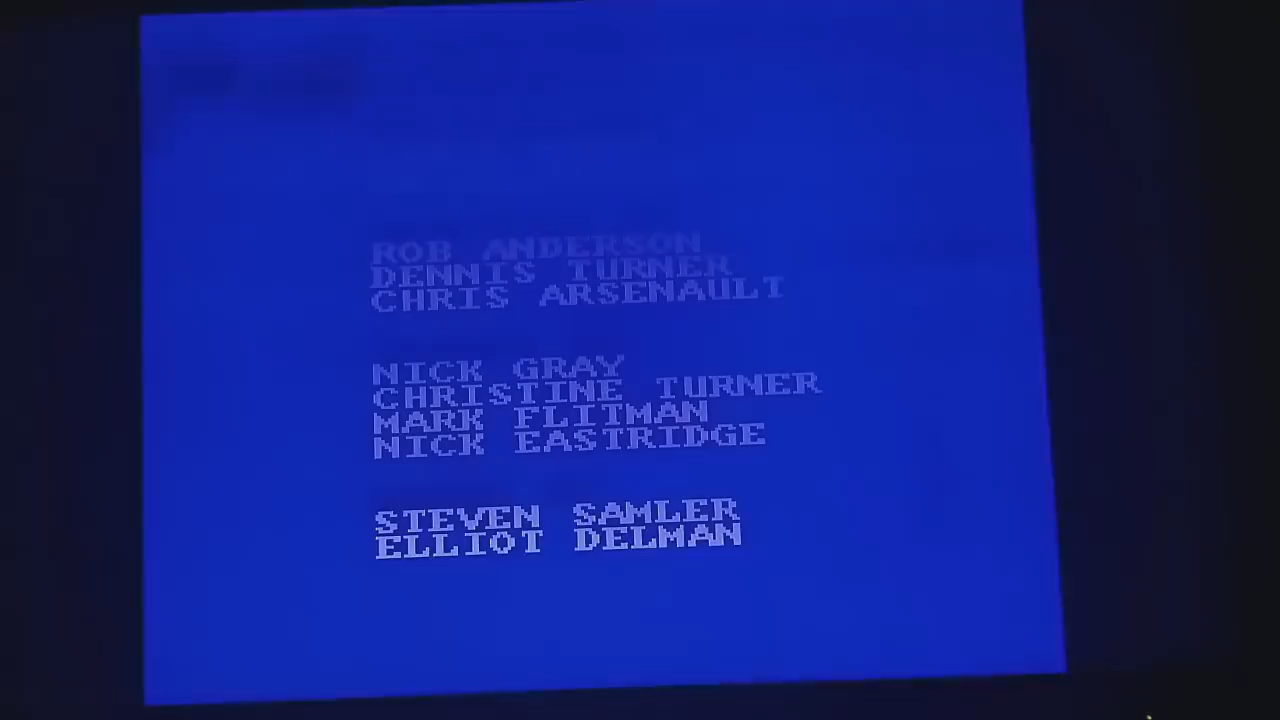 ROB ANDERSON
DENNIS TURNER
CHRIS ARSENAULT
NICK GRAY
CHRISTINE TURNER
MARK FLITMAN
NICK EASTRIDGE
STEVEN SAMLER
ELLIOT DELMAN